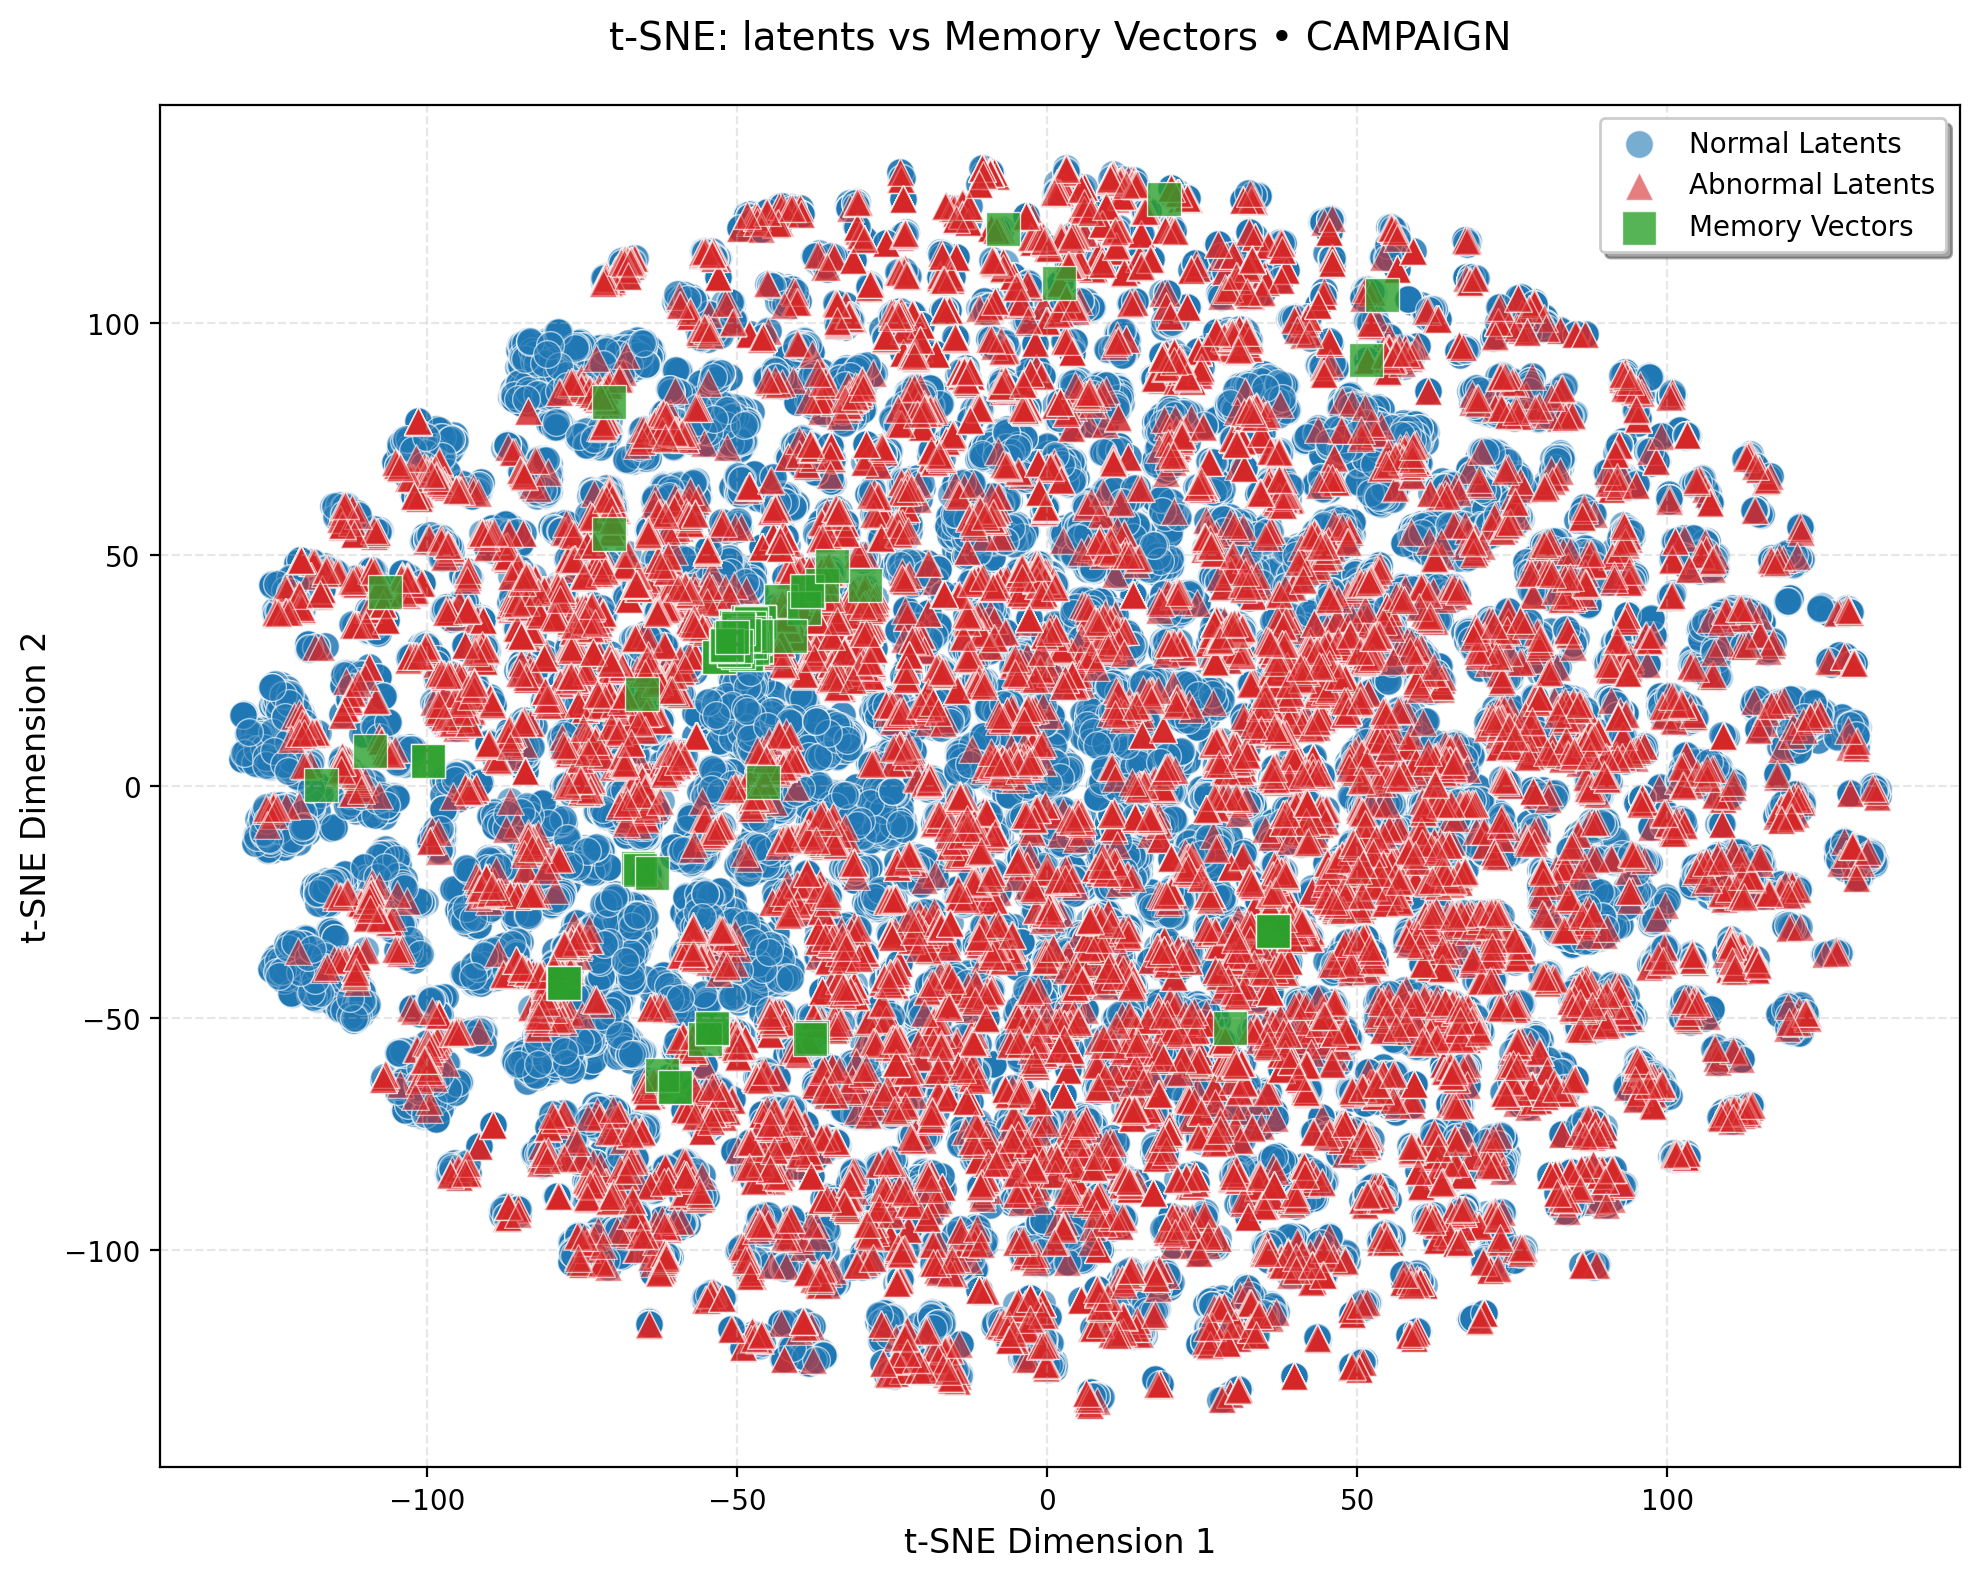 t-SNE: latents vs Memory Vectors • CAMPAIGN
Normal Latents
Abnormal Latents
Memory Vectors
t-SNE Dimension 2
100
50
0
−50
−100
−100
−50
0
50
100
t-SNE Dimension 1